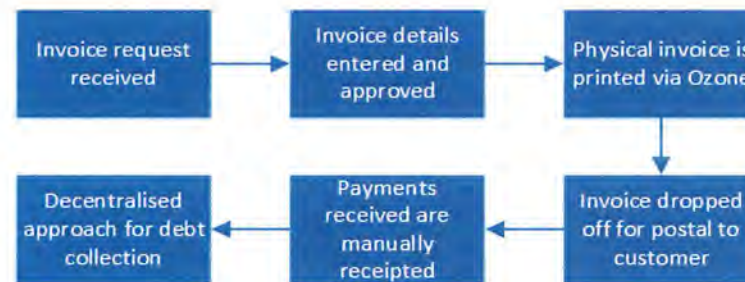 Invoice request
received
Invoice details
entered and
approved
Physical invoice is
printed via Ozone
Invoice dropped
off for postal to
customer
Payments
received are
manually
receipted
Decentralised
approach for debt
collection